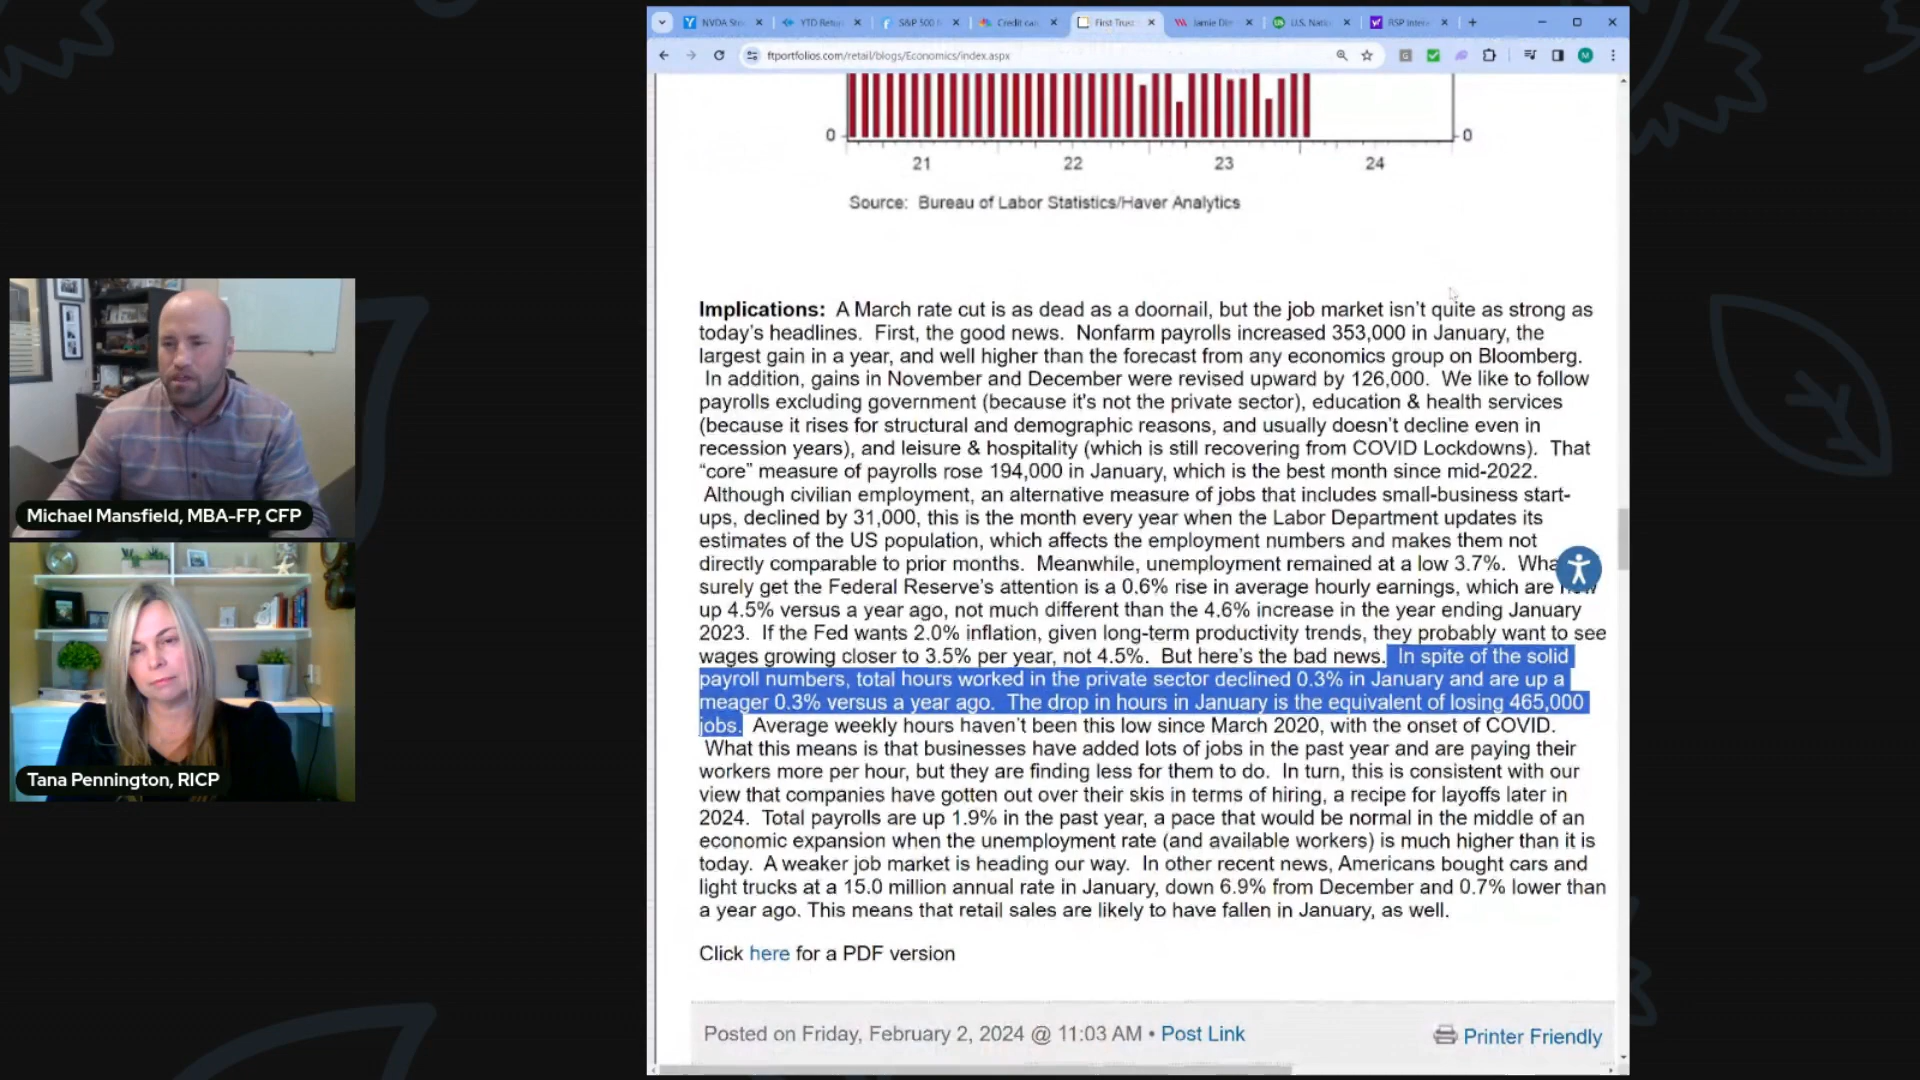 NVDA Sto
YTD Retur
S&P 500
Credit car
First Trust
Jamie Di
U.S. Natio
RSP Inter
ftportfolios.com/retail/blogs/Economics/index.aspx
0
0
21 22 23 24
Source: Bureau of Labor Statistics/Haver Analytics
Implications: A March rate cut is as dead as a doornail, but the job market isn't quite as strong as
today's headlines. First, the good news. Nonfarm payrolls increased 353,000 in January, the
largest gain in a year, and well higher than the forecast from any economics group on Bloomberg.
In addition, gains in November and December were revised upward by 126,000. We like to follow
payrolls excluding government (because it's not the private sector), education & health services
(because it rises for structural and demographic reasons, and usually doesn't decline even in
recession years), and leisure & hospitality (which is still recovering from COVID Lockdowns). That
“core” measure of payrolls rose 194,000 in January, which is the best month since mid-2022.
Although civilian employment, an alternative measure of jobs that includes small-business start-
ups, declined by 31,000, this is the month every year when the Labor Department updates its
estimates of the US population, which affects the employment numbers and makes them not
directly comparable to prior months. Meanwhile, unemployment remained at a low 3.7%. Wha
surely get the Federal Reserve's attention is a 0.6% rise in average hourly earnings, which are
up 4.5% versus a year ago, not much different than the 4.6% increase in the year ending January
2023. If the Fed wants 2.0% inflation, given long-term productivity trends, they probably want to see
wages growing closer to 3.5% per year, not 4.5%. But here's the bad news. In spite of the solid
payroll numbers, total hours worked in the private sector declined 0.3% in January and are up a
meager 0.3% versus a year ago. The drop in hours in January is the equivalent of losing 465,000
jobs. Average weekly hours haven't been this low since March 2020, with the onset of COVID.
What this means is that businesses have added lots of jobs in the past year and are paying their
workers more per hour, but they are finding less for them to do. In turn, this is consistent with our
view that companies have gotten out over their skis in terms of hiring, a recipe for layoffs later in
2024. Total payrolls are up 1.9% in the past year, a pace that would be normal in the middle of an
economic expansion when the unemployment rate (and available workers) is much higher than it is
today. A weaker job market is heading our way. In other recent news, Americans bought cars and
light trucks at a 15.0 million annual rate in January, down 6.9% from December and 0.7% lower than
a year ago. This means that retail sales are likely to have fallen in January, as well.
Click here for a PDF version
Posted on Friday, February 2, 2024 @ 11:03 AM • Post Link
Printer Friendly
Michael Mansfield, MBA-FP, CFP
Tana Pennington, RICP